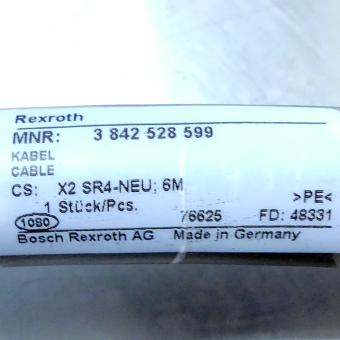 Rexroth
MNR: 3 842 528 599
KABEL
CABLE
CS: X2 SR4-NEU; 6M
>PE<
1 Stück/Pcs.
1080 76625 FD: 48331
Bosch Rexroth AG Made in Germany